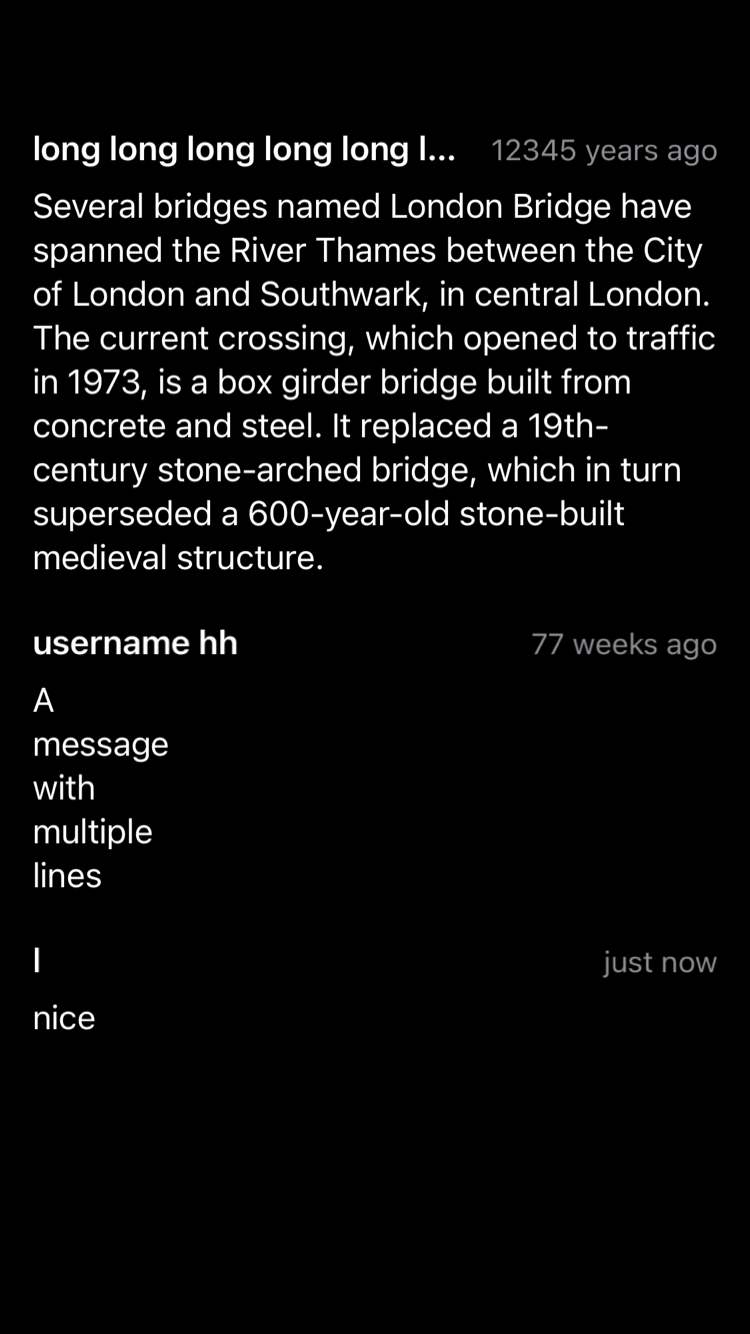 long long long long long l... 12345 years ago
Several bridges named London Bridge have
spanned the River Thames between the City
of London and Southwark, in central London.
The current crossing, which opened to traffic
in 1973, is a box girder bridge built from
concrete and steel. It replaced a 19th-
century stone-arched bridge, which in turn
superseded a 600-year-old stone-built
medieval structure.
username hh 77 weeks ago
A
message
with
multiple
lines
l just now
nice